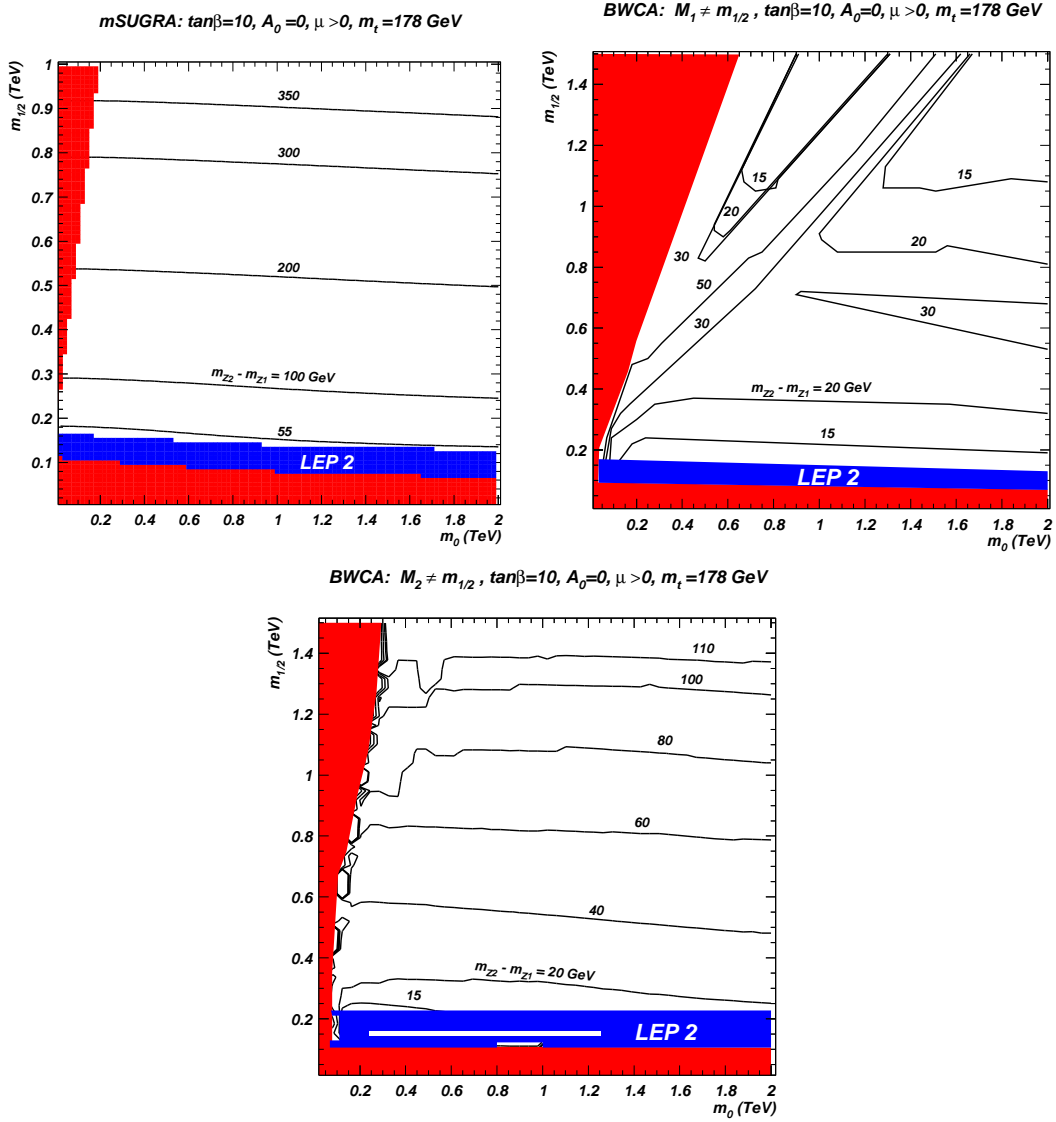 mSUGRA: tanβ=10, A0 =0, μ >0, mt=178 GeV
m1/2 (TeV)
1
0.9
0.8
0.7
0.6
0.5
0.4
0.3
0.2
0.1
350
300
200
mZ2 - mZ1 = 100 GeV
55
LEP 2
0.2 0.4 0.6 0.8 1 1.2 1.4 1.6 1.8 2
m0 (TeV)
BWCA: M1 ≠ m1/2 , tanβ=10, A0=0, μ >0, mt =178 GeV
m1/2 (TeV)
1.4
1.2
1
0.8
0.6
0.4
0.2
15
15
20
20
30
50
30
30
mZ2 - mZ1 = 20 GeV
15
LEP 2
0.2 0.4 0.6 0.8 1 1.2 1.4 1.6 1.8 2
m0 (TeV)
BWCA: M2 ≠ m1/2 , tanβ=10, A0=0, μ >0, mt =178 GeV
m1/2 (TeV)
1.4
1.2
1
0.8
0.6
0.4
0.2
110
100
80
60
40
mZ2 - mZ1 = 20 GeV
15
LEP 2
0.2 0.4 0.6 0.8 1 1.2 1.4 1.6 1.8 2
m0 (TeV)